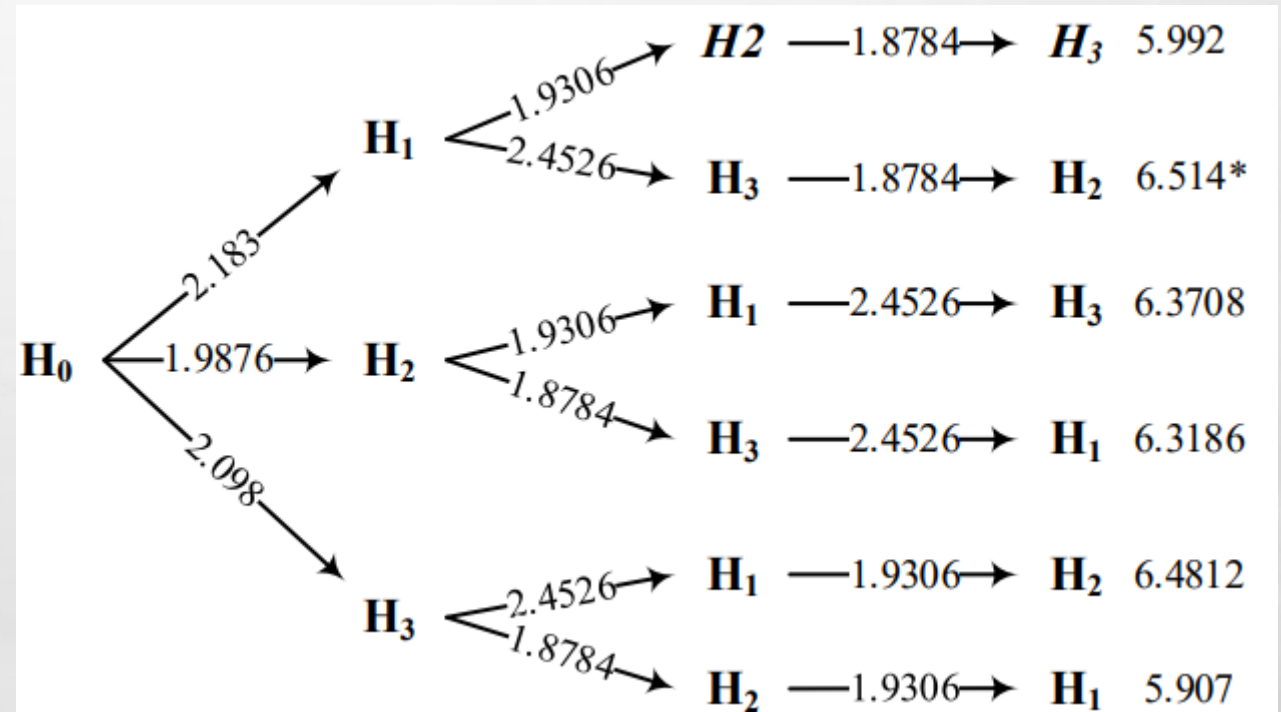 H2 1.8784 H₃ 5.992
1.9306
H₁
2.4526
H₃ 1.8784 H₂ 6.514*
2.183
H₁ 2.4526 H₃ 6.3708
1.9306
H₀ 1.9876 H₂
1.8784
H₃ 2.4526 H₁ 6.3186
2.098
H₁ 1.9306 H₂ 6.4812
2.4526
H₃
1.8784
H₂ 1.9306 H₁ 5.907